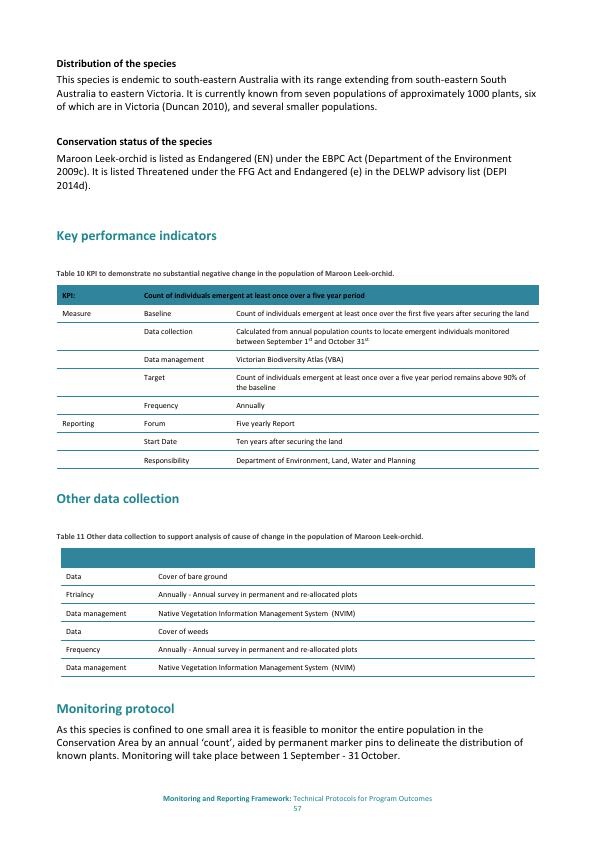 Distribution of the species
This species is endemic to south-eastern Australia with its range extending from south-eastern South
Australia to eastern Victoria. It is currently known from seven populations of approximately 1000 plants, six
of which are in Victoria (Duncan 2010), and several smaller populations.
Conservation status of the species
Maroon Leek-orchid is listed as Endangered (EN) under the EBPC Act (Department of the Environment
2009c). It is listed Threatened under the FFG Act and Endangered (e) in the DELWP advisory list (DEPI
2014d).
Key performance indicators
Table 10 KPI to demonstrate no substantial negative change in the population of Maroon Leek-orchid.
KPI: Count of individuals emergent at least once over a five year period
Measure Baseline Count of individuals emergent at least once over the first five years after securing the land
Data collection Calculated from annual population counts to locate emergent individuals monitored
between September 1st and October 31st
Data management Victorian Biodiversity Atlas (VBA)
Target Count of individuals emergent at least once over a five year period remains above 90% of
the baseline
Frequency Annually
Reporting Forum Five yearly Report
Start Date Ten years after securing the land
Responsibility Department of Environment, Land, Water and Planning
Other data collection
Table 11 Other data collection to support analysis of cause of change in the population of Maroon Leek-orchid.
Data Cover of bare ground
Ftrialncy Annually - Annual survey in permanent and re-allocated plots
Data management Native Vegetation Information Management System (NVIM)
Data Cover of weeds
Frequency Annually - Annual survey in permanent and re-allocated plots
Data management Native Vegetation Information Management System (NVIM)
Monitoring protocol
As this species is confined to one small area it is feasible to monitor the entire population in the
Conservation Area by an annual ‘count’, aided by permanent marker pins to delineate the distribution of
known plants. Monitoring will take place between 1 September - 31 October.
Monitoring and Reporting Framework: Technical Protocols for Program Outcomes
57